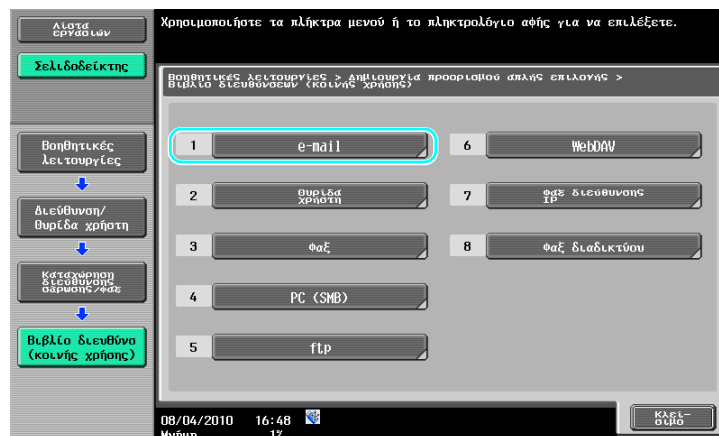 Λίστα
εργασιών
Χρησιμοποιήστε τα πλήκτρα μενού ή το πληκτρολόγιο αφής για να επιλέξετε.
Σελιδοδείκτης
Βοηθητικές λειτουργίες > Δημιουργία προορισμού απλής επιλογής >
Βιβλίο διευθύνσεων (κοινής χρήσης)
Βοηθητικές
λειτουργίες
Διεύθυνση/
Θυρίδα χρήστη
Καταχώρηση
διεύθυνσης
σάρωσης/φαξ
Βιβλίο διευθύνσ
(κοινής χρήσης)
1 e-mail
2 Θυρίδα
χρήστη
3 Φαξ
4 PC (SMB)
5 ftp
6 WebDAV
7 Φαξ διεύθυνσης
IP
8 Φαξ διαδικτύου
08/04/2010 16:48
Μνήμη 1%
Κλεί-
σιμο